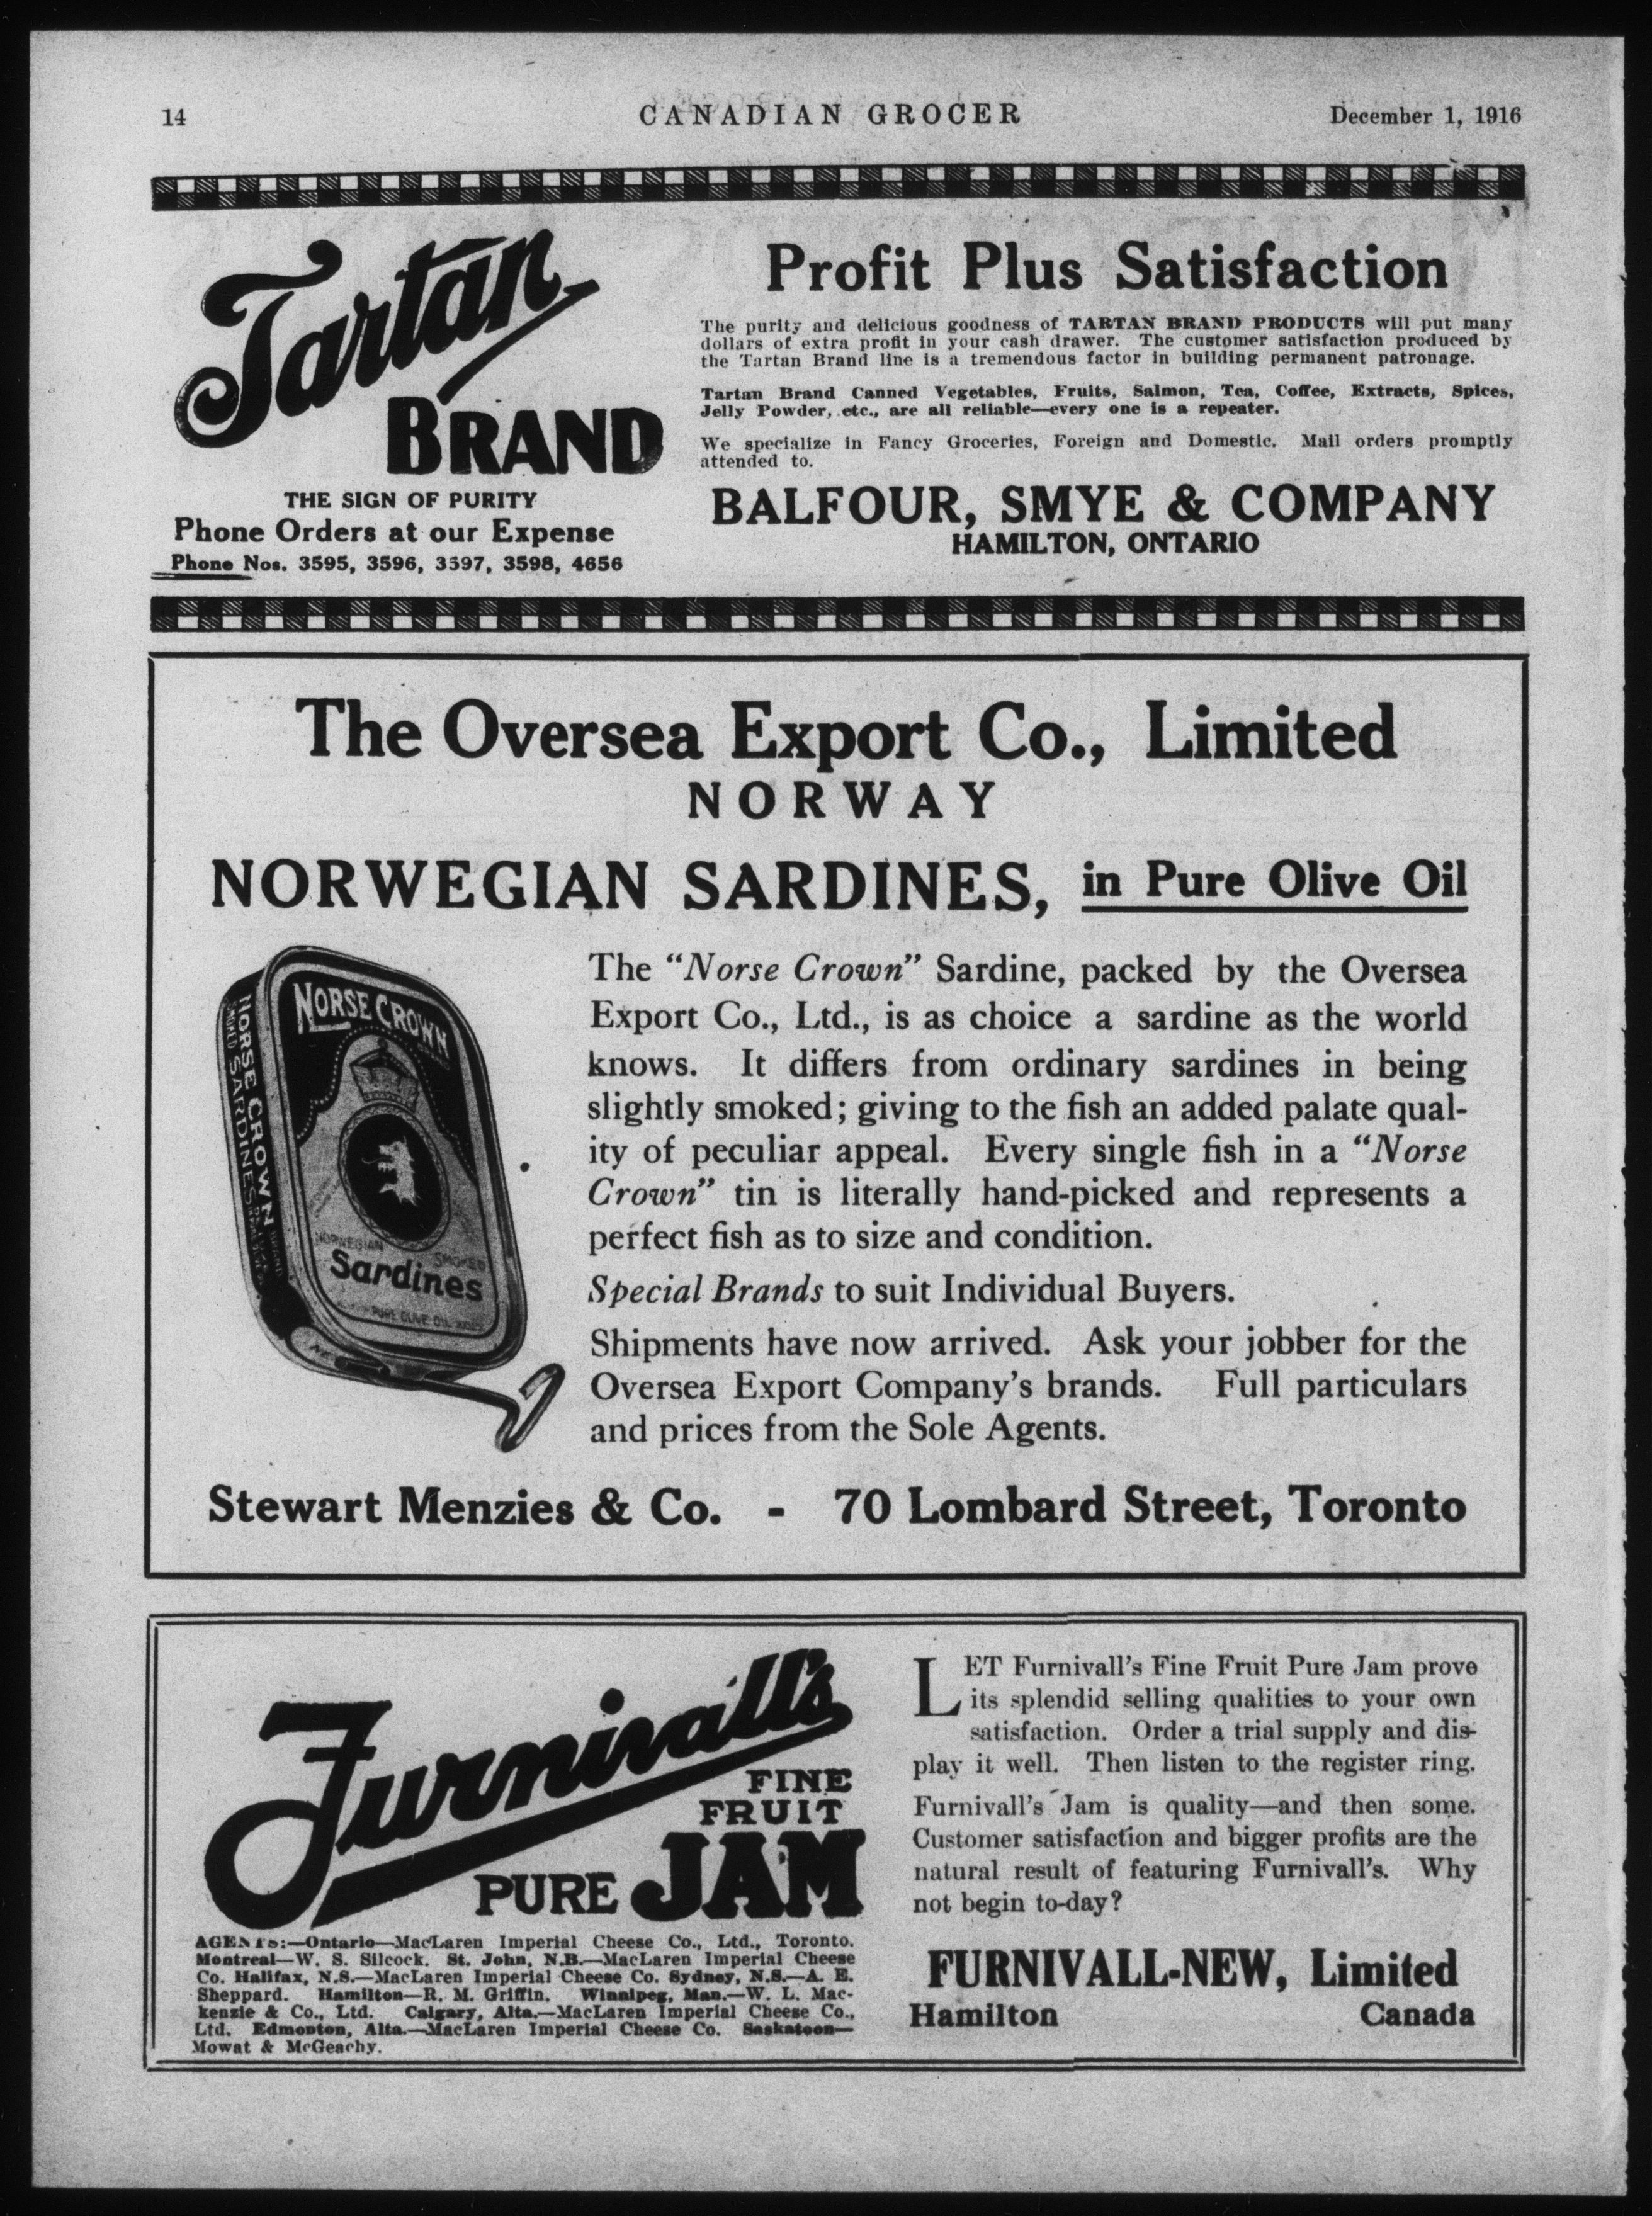 14
CANADIAN GROCER
December 1, 1916
Tartan
BRAND
THE SIGN OF PURITY
Phone Orders at our Expense
Phone Nos. 3595, 3596, 3597, 3598, 4656
Profit Plus Satisfaction
The purity and delicious goodness of TARTAN BRAND PRODUCTS will put many
dollars of extra profit in your cash drawer. The customer satisfaction produced by
the Tartan Brand line is a tremendous factor in building permanent patronage.
Tartan Brand Canned Vegetables, Fruits, Salmon, Tea, Coffee, Extracts, Spices,
Jelly Powder, etc., are all reliable—every one is a repeater.
We specialize in Fancy Groceries, Foreign and Domestic. Mail orders promptly
attended to.
BALFOUR, SMYE & COMPANY
HAMILTON, ONTARIO
The Oversea Export Co., Limited
NORWAY
NORWEGIAN SARDINES, in Pure Olive Oil
NORSE CROWN
NORWEGIAN SMOKED
Sardines
PURE OLIVE OIL
NORSE CROWN
SMOKED SARDINES
The "Norse Crown" Sardine, packed by the Oversea
Export Co., Ltd., is as choice a sardine as the world
knows. It differs from ordinary sardines in being
slightly smoked; giving to the fish an added palate qual-
ity of peculiar appeal. Every single fish in a "Norse
Crown" tin is literally hand-picked and represents a
perfect fish as to size and condition.
Special Brands to suit Individual Buyers.
Shipments have now arrived. Ask your jobber for the
Oversea Export Company's brands. Full particulars
and prices from the Sole Agents.
Stewart Menzies & Co. - 70 Lombard Street, Toronto
Furnivall's
FINE
FRUIT
PURE JAM
AGENTS:—Ontario—MacLaren Imperial Cheese Co., Ltd., Toronto.
Montreal—W. S. Silcock. St. John, N.B.—MacLaren Imperial Cheese
Co. Halifax, N.S.—MacLaren Imperial Cheese Co. Sydney, N.S.—A. E.
Sheppard. Hamilton—R. M. Griffin. Winnipeg, Man.—W. L. Mac-
kenzie & Co., Ltd. Calgary, Alta.—MacLaren Imperial Cheese Co.,
Ltd. Edmonton, Alta.—MacLaren Imperial Cheese Co. Saskatoon—
Mowat & McGeachy.
LET Furnivall's Fine Fruit Pure Jam prove
its splendid selling qualities to your own
satisfaction. Order a trial supply and dis-
play it well. Then listen to the register ring.
Furnivall's Jam is quality—and then some.
Customer satisfaction and bigger profits are the
natural result of featuring Furnivall's. Why
not begin to-day?
FURNIVALL-NEW, Limited
Hamilton Canada